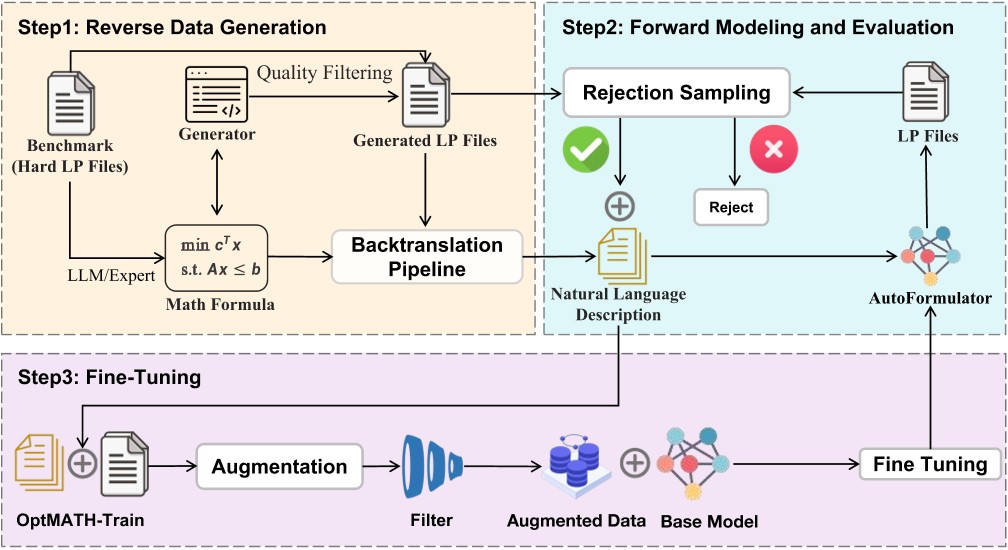 Step1: Reverse Data Generation
Benchmark
(Hard LP Files)
Generator
Quality Filtering
Generated LP Files
LLM/Expert
min cᵀx
s.t. Ax ≤ b
Math Formula
Backtranslation
Pipeline
Step2: Forward Modeling and Evaluation
Rejection Sampling
LP Files
Reject
Natural Language
Description
AutoFormulator
Step3: Fine-Tuning
OptMATH-Train
Augmentation
Filter
Augmented Data
Base Model
Fine Tuning